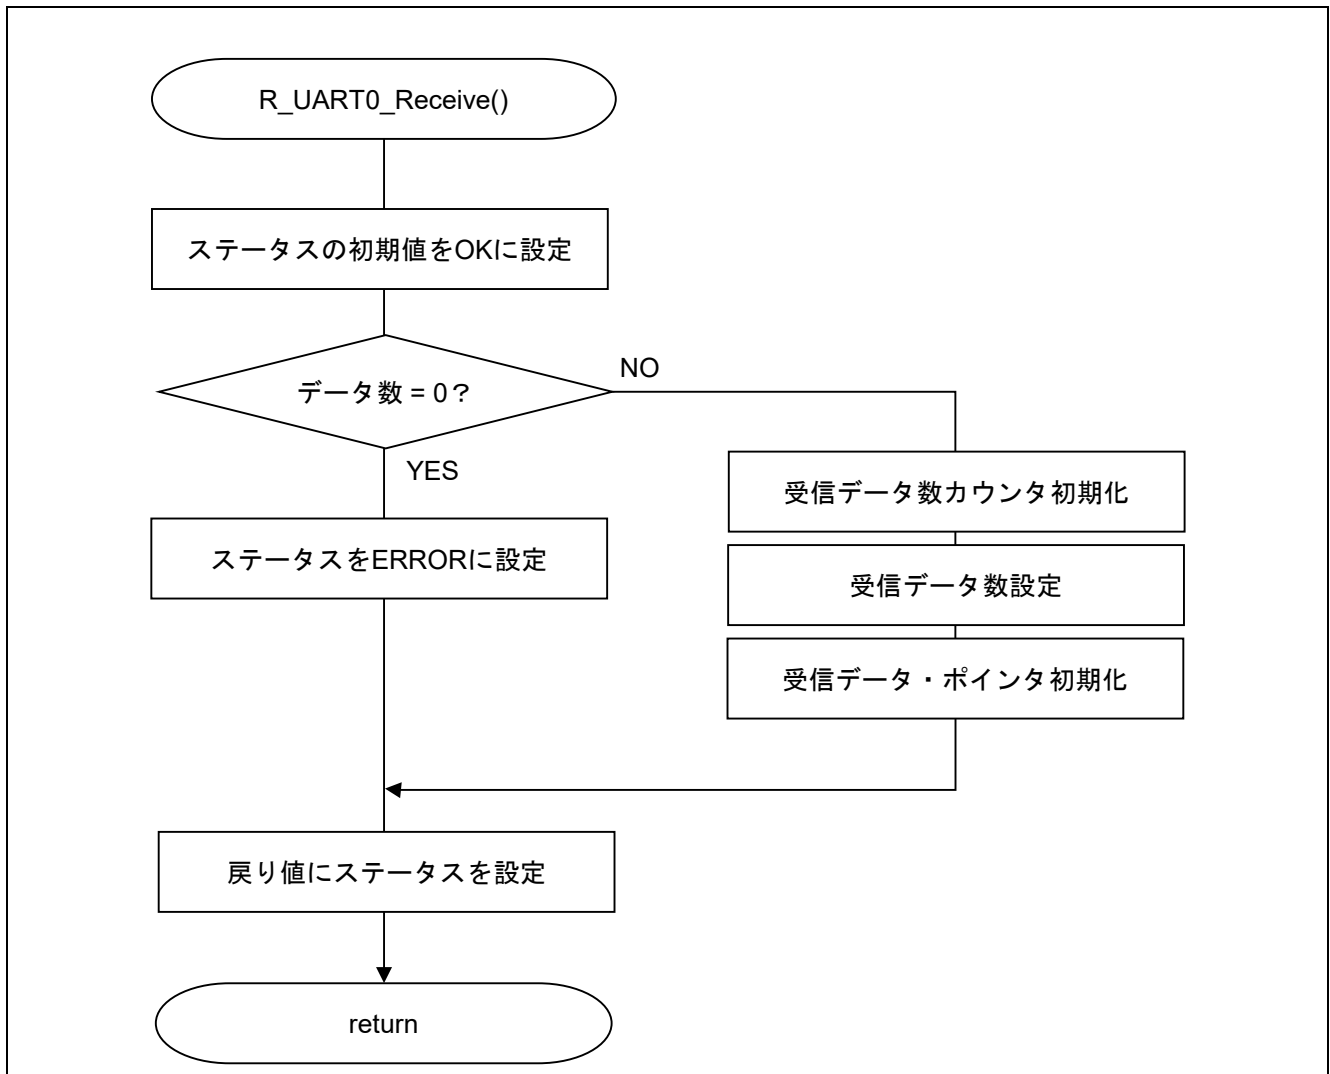 R_UART0_Receive()
ステータスの初期値をOKに設定
データ数 = 0？
NO
YES
受信データ数カウンタ初期化
ステータスをERRORに設定
受信データ数設定
受信データ・ポインタ初期化
戻り値にステータスを設定
return